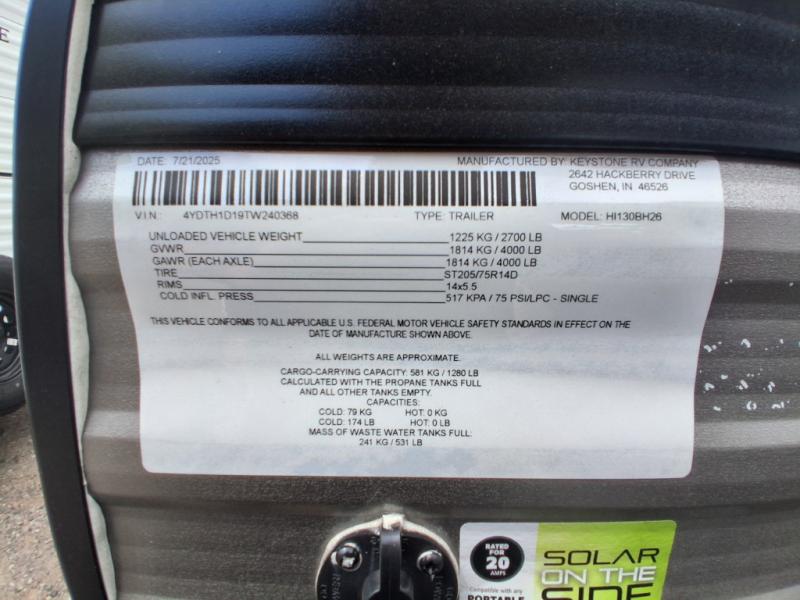 E
DATE: 7/21/2025 MANUFACTURED BY: KEYSTONE RV COMPANY
2642 HACKBERRY DRIVE
GOSHEN, IN 46526
V.I.N.: 4YDTH1D19TW240368 TYPE: TRAILER MODEL: HI130BH26
UNLOADED VEHICLE WEIGHT 1225 KG / 2700 LB
GVWR 1814 KG / 4000 LB
GAWR (EACH AXLE) 1814 KG / 4000 LB
TIRE ST205/75R14D
RIMS 14x5.5
COLD INFL. PRESS 517 KPA / 75 PSI/LPC - SINGLE
THIS VEHICLE CONFORMS TO ALL APPLICABLE U.S. FEDERAL MOTOR VEHICLE SAFETY STANDARDS IN EFFECT ON THE
DATE OF MANUFACTURE SHOWN ABOVE.
ALL WEIGHTS ARE APPROXIMATE.
CARGO-CARRYING CAPACITY: 581 KG / 1280 LB
CALCULATED WITH THE PROPANE TANKS FULL
AND ALL OTHER TANKS EMPTY.
CAPACITIES:
COLD: 79 KG HOT: 0 KG
COLD: 174 LB HOT: 0 LB
MASS OF WASTE WATER TANKS FULL:
241 KG / 531 LB
RATED FOR
20
AMPS
Compatible with any
PORTABLE
SOLAR
ON THE
SIDE